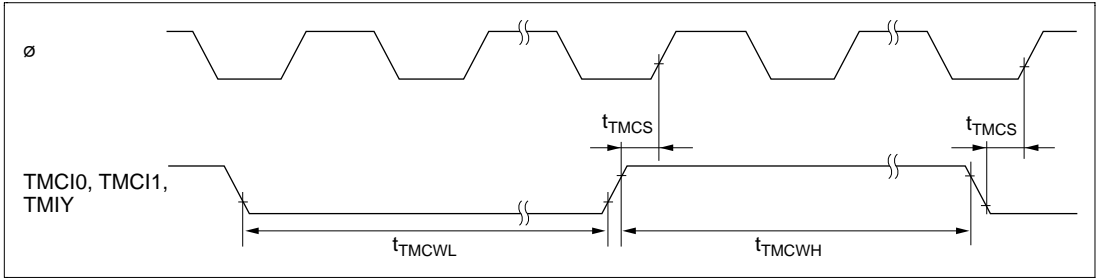 ø
tTMCS
tTMCS
TMCI0, TMCI1,
TMIY
tTMCWL
tTMCWH